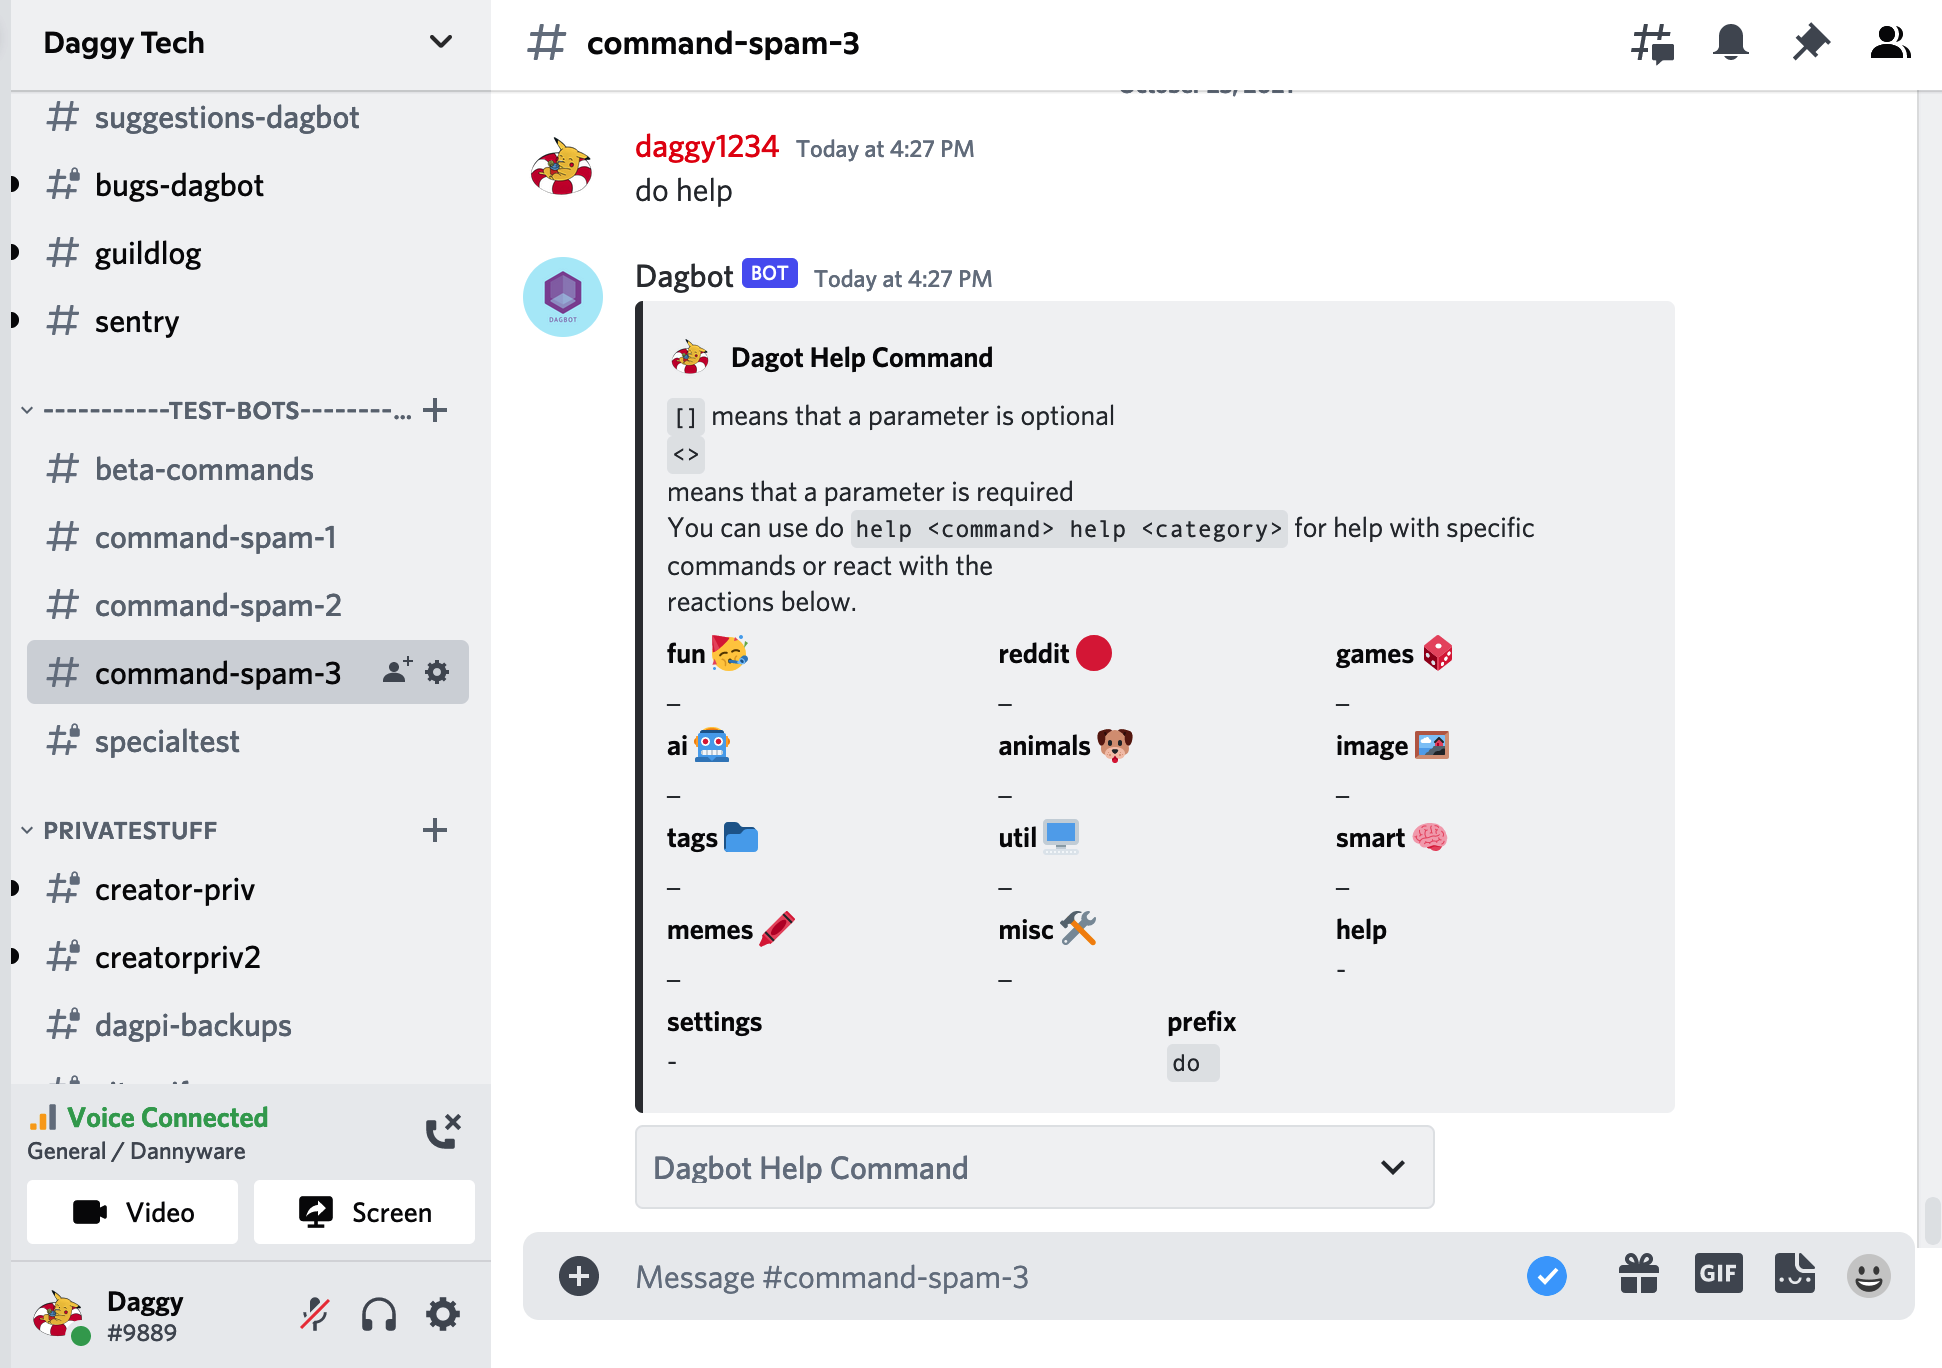 Daggy Tech
suggestions-dagbot
bugs-dagbot
guildlog
sentry
-----------TEST-BOTS--------...
beta-commands
command-spam-1
command-spam-2
command-spam-3
specialtest
PRIVATESTUFF
creator-priv
creatorpriv2
dagpi-backups
Voice Connected
General / Dannyware
Video
Screen
Daggy
#9889
command-spam-3
daggy1234 Today at 4:27 PM
do help
Dagbot BOT Today at 4:27 PM
DAGBOT
Dagot Help Command
[] means that a parameter is optional
<>
means that a parameter is required
You can use do help <command> help <category> for help with specific
commands or react with the
reactions below.
fun reddit games
_ _ _
ai animals image
_ _ _
tags util smart
_ _ _
memes misc help
_ _ -
settings prefix
- do
Dagbot Help Command
Message #command-spam-3
GIF